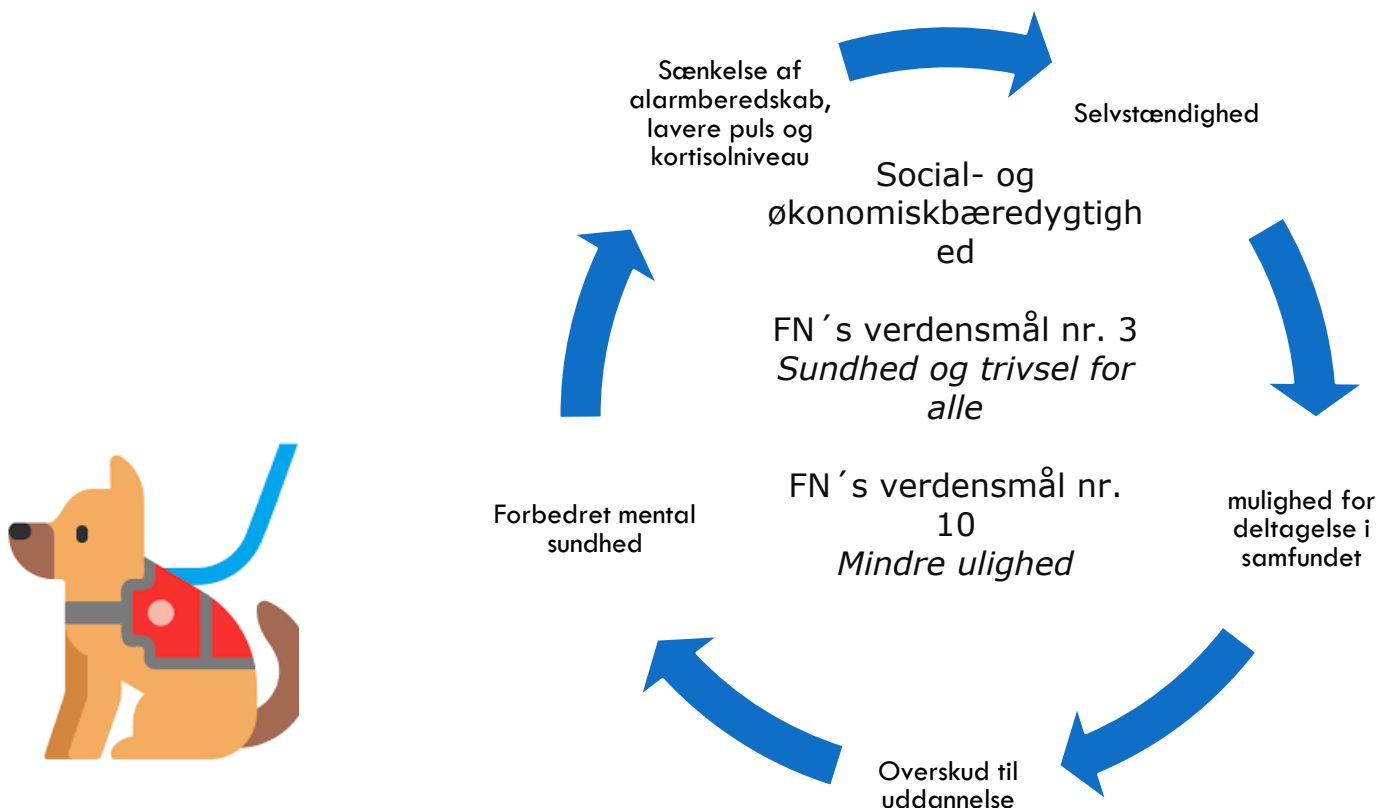 Sænkelse af
alarmberedskab,
lavere puls og
kortisolniveau
Selvstændighed
Social- og
økonomiskbæredygtigh
ed
FN´s verdensmål nr. 3
Sundhed og trivsel for
alle
FN´s verdensmål nr.
10
Mindre ulighed
mulighed for
deltagelse i
samfundet
Overskud til
uddannelse
Forbedret mental
sundhed